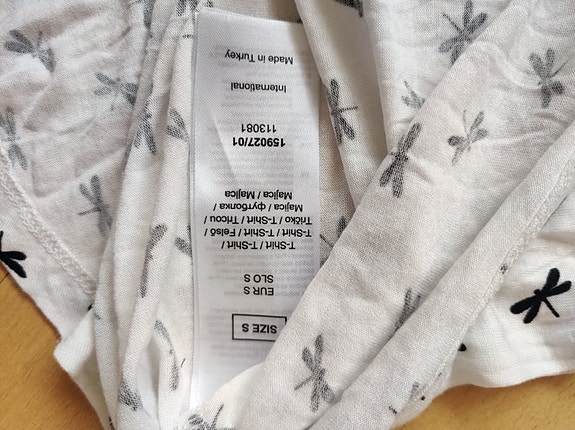 SIZE S
EUR S
SLO S
T-Shirt / T-Shirt / T-Shirt /
T-Shirt / T-Shirt / Felső /
Tričko / T-Shirt / Tricou /
Majica / футболка /
Majica / Majica
159027/01
113081
International
Made in Turkey